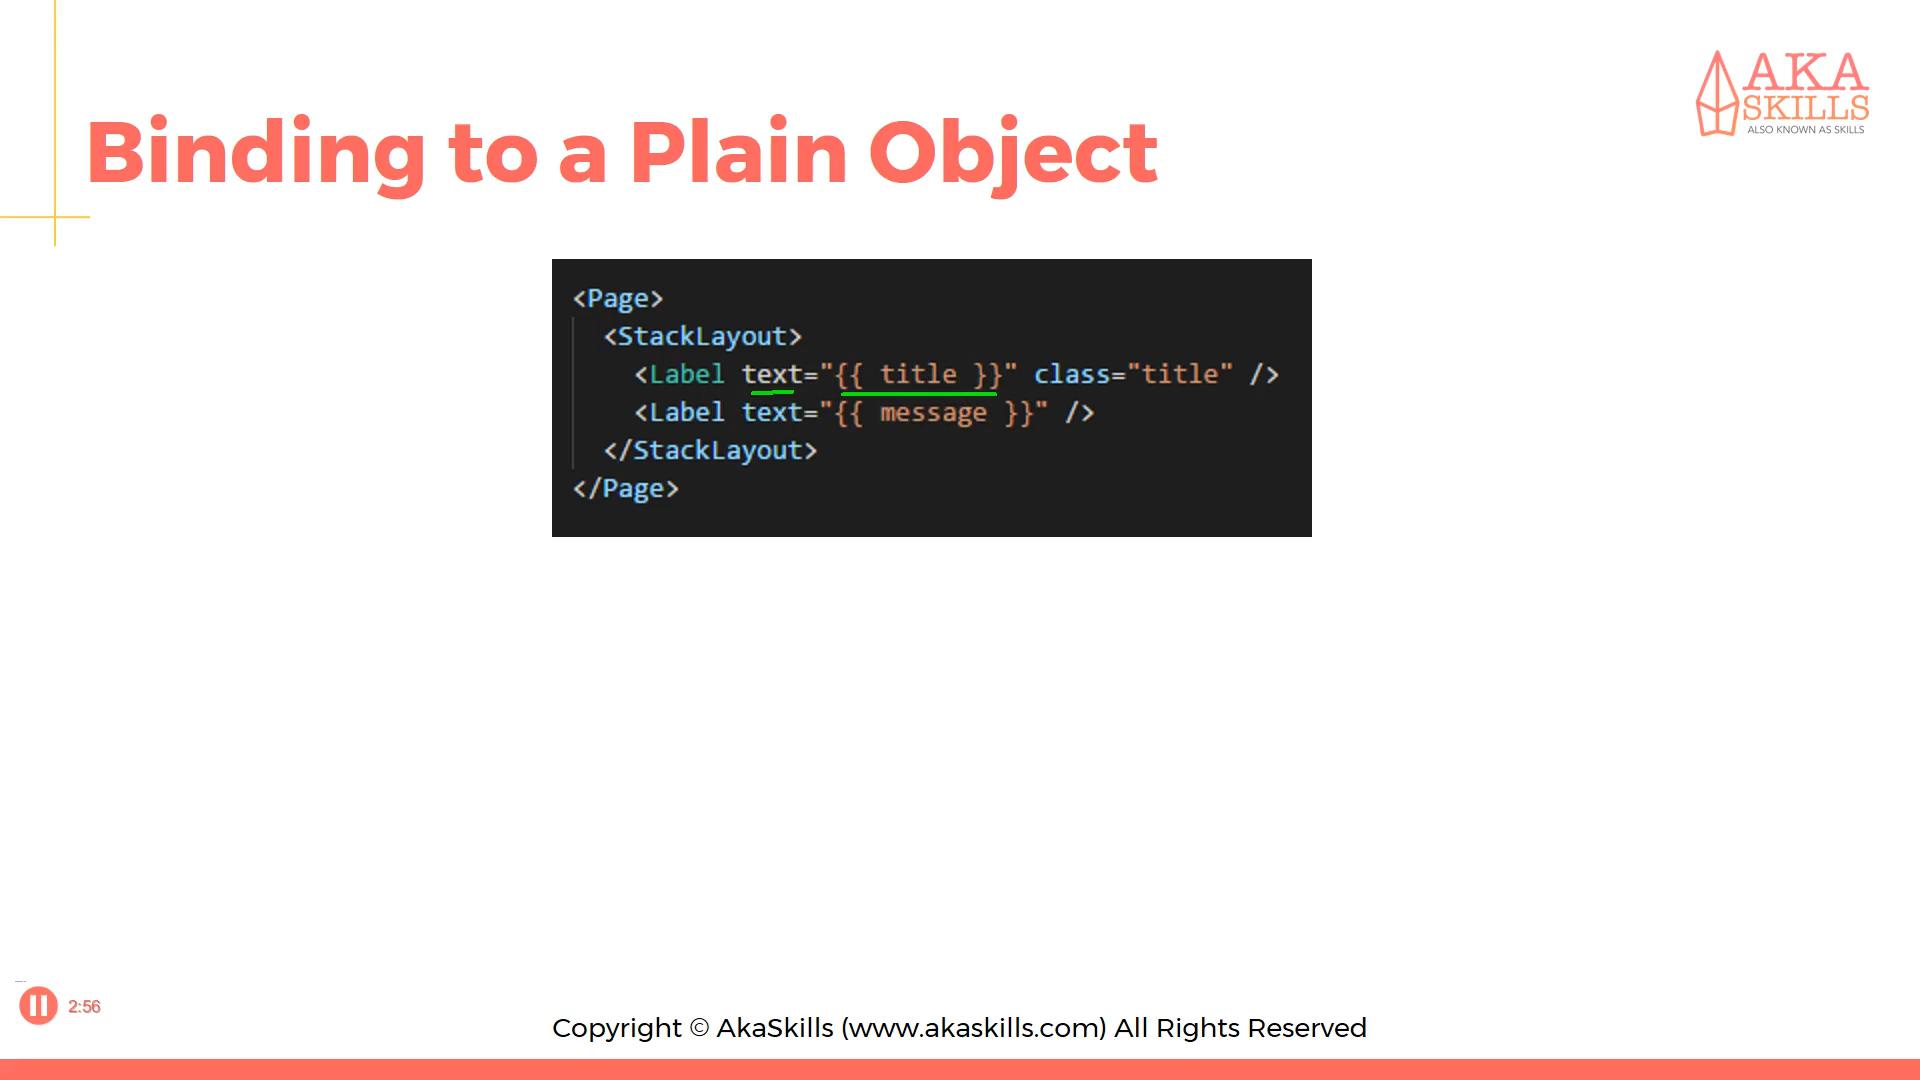 AKA
SKILLS
ALSO KNOWN AS SKILLS
Binding to a Plain Object
<Page>
<StackLayout>
<Label text="{{ title }}" class="title" />
<Label text="{{ message }}" />
</StackLayout>
</Page>
2:56
Copyright © AkaSkills (www.akaskills.com) All Rights Reserved